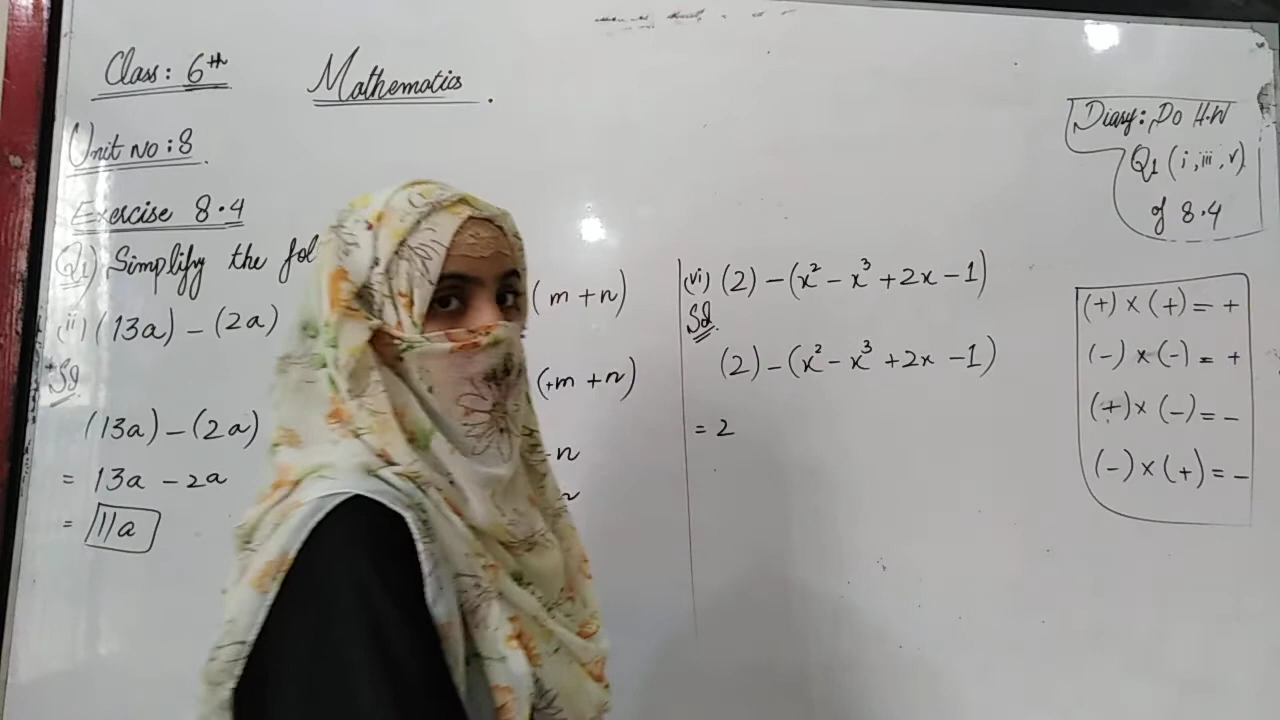 Class: 6th
Mathematics.
Unit no: 8.
Exercise 8.4
Q1) Simplify the fol
(ii) (13a) - (2a)
Sol
(13a) - (2a)
= 13a - 2a
= 11a
(m + n)
(+m + n)
-n
(vi) (2) - (x² - x³ + 2x - 1)
Sol.
(2) - (x² - x³ + 2x - 1)
= 2
Diary: Do H.W
Q1 (i, iii, v)
of 8.4
(+) × (+) = +
(-) × (-) = +
(+) × (-) = -
(-) × (+) = -